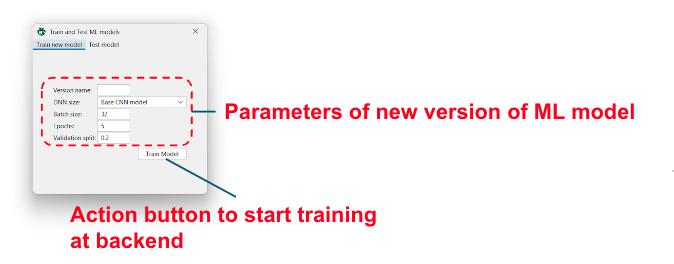 Train and Test ML models
Train new model Test model
Version name:
DNN size: Base CNN model
Batch size: 32
Epochs: 5
Validation split: 0.2
Train Model
Parameters of new version of ML model
Action button to start training
at backend